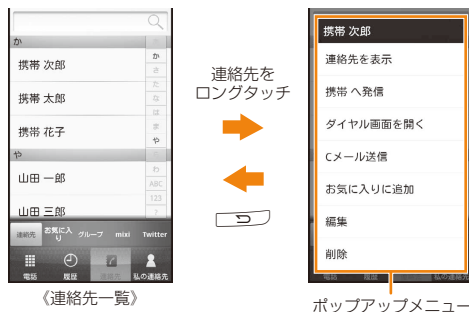 か
携帯 次郎
携帯 太郎
携帯 花子
や
山田 一郎
山田 三郎
か
さ
た
な
は
ま
や
わ
ABC
123
連絡先
お気に入り
グループ
mixi
Twitter
電話
履歴
連絡先
私の連絡先
《連絡先一覧》
連絡先を
ロングタッチ
携帯 次郎
連絡先を表示
携帯 へ発信
ダイヤル画面を開く
Cメール送信
お気に入りに追加
編集
削除
電話
履歴
連絡先
私の連絡先
ポップアップメニュー